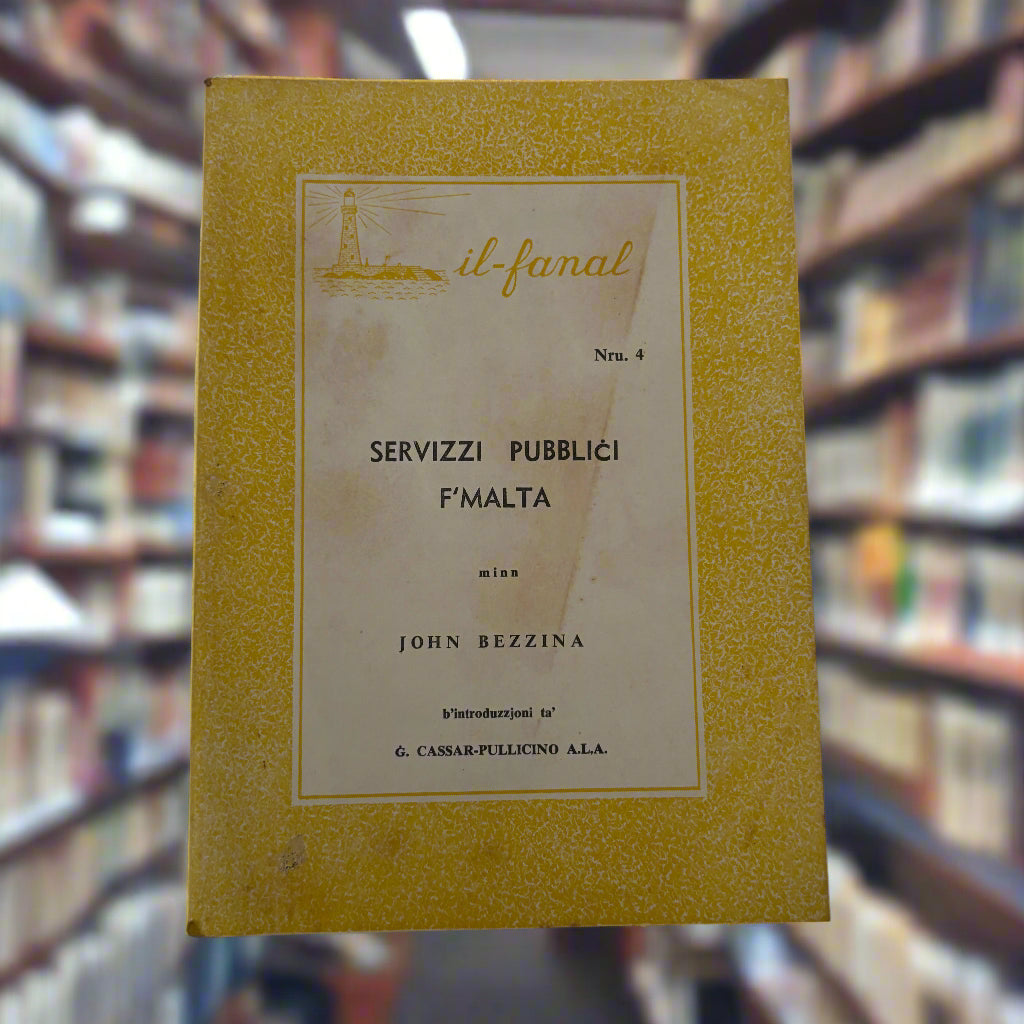 il-fanal
Nru. 4
SERVIZZI PUBBLIĊI
F'MALTA
minn
JOHN BEZZINA
b'introduzzjoni ta'
Ġ. CASSAR-PULLICINO A.L.A.